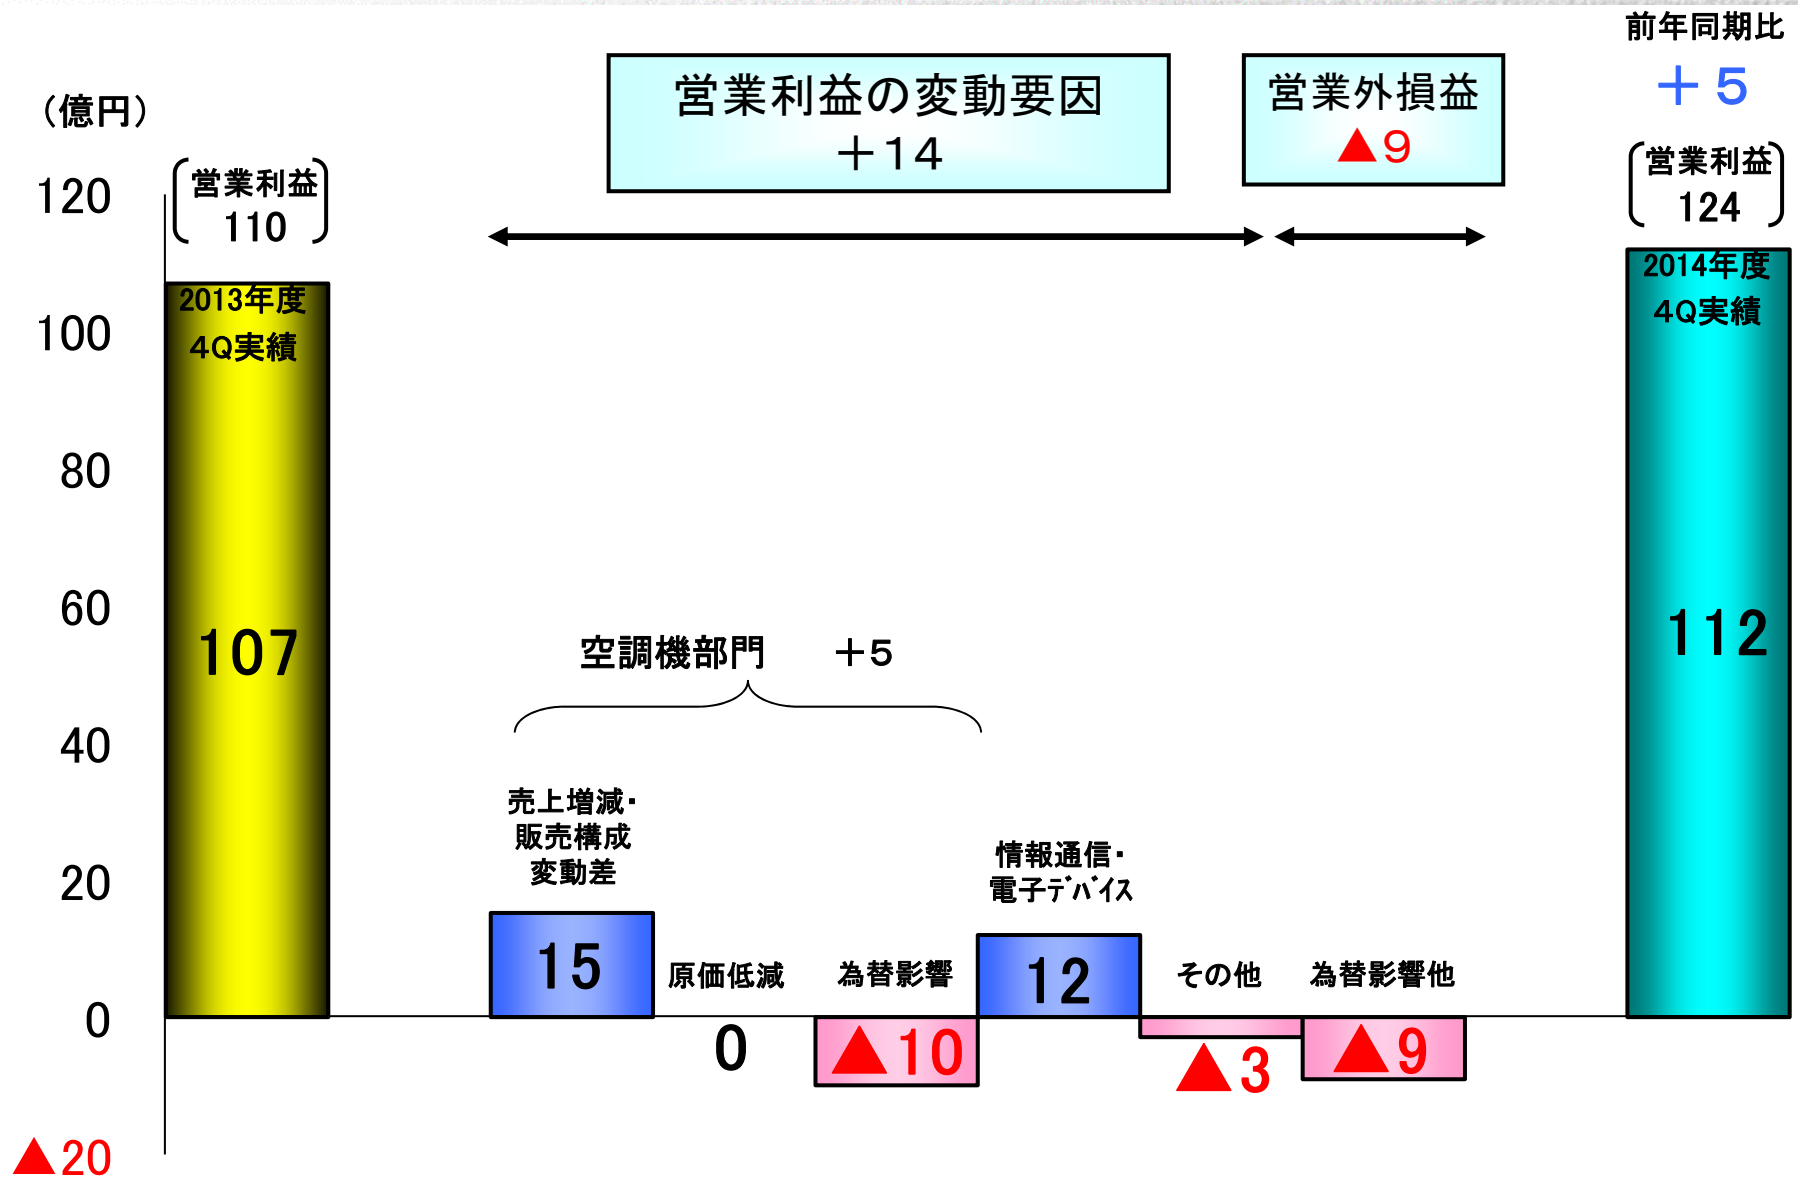 前年同期比
＋５
（億円）
営業利益の変動要因
＋１４
営業外損益
▲９
営業利益
110
営業利益
124
120
100
80
60
40
20
0
▲20
2013年度
４Q実績
107
2014年度
４Q実績
112
空調機部門　＋５
売上増減・
販売構成
変動差
15
原価低減
0
為替影響
▲10
情報通信・
電子ﾃﾞﾊﾞｲｽ
12
その他
▲3
為替影響他
▲9